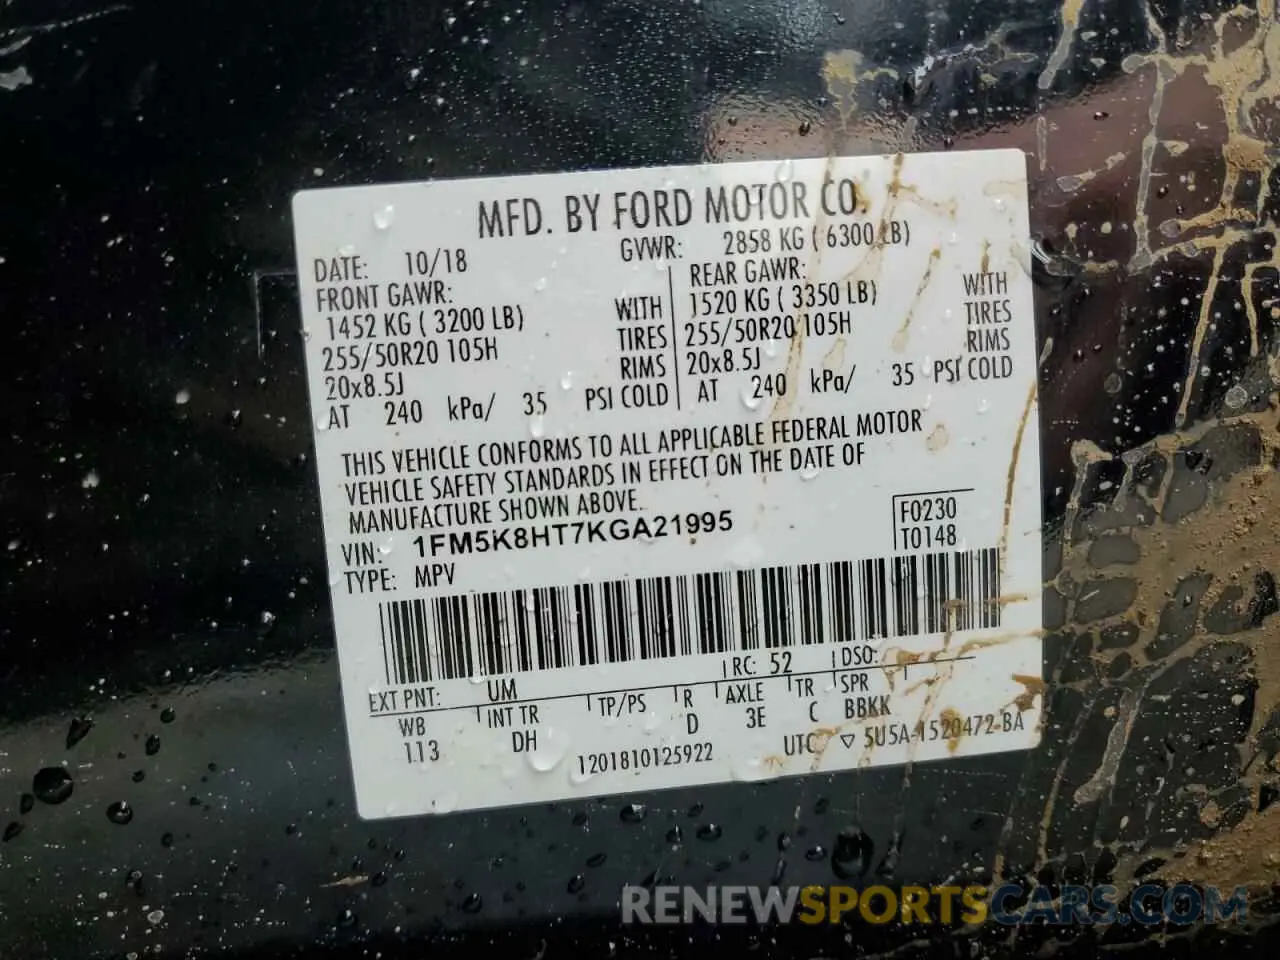 MFD. BY FORD MOTOR CO.
DATE: 10/18 GVWR: 2858 KG ( 6300 LB)
FRONT GAWR: REAR GAWR:
1452 KG ( 3200 LB) WITH 1520 KG ( 3350 LB) WITH
255/50R20 105H TIRES 255/50R20 105H TIRES
20x8.5J RIMS 20x8.5J RIMS
AT 240 kPa/ 35 PSI COLD AT 240 kPa/ 35 PSI COLD
THIS VEHICLE CONFORMS TO ALL APPLICABLE FEDERAL MOTOR
VEHICLE SAFETY STANDARDS IN EFFECT ON THE DATE OF
MANUFACTURE SHOWN ABOVE.
VIN: 1FM5K8HT7KGA21995 F0230
TYPE: MPV T0148
EXT PNT: UM RC: 52 DSO:
WB INT TR TP/PS R AXLE TR SPR
113 DH D 3E C BBKK
1201810125922 UTC ▽ 5U5A-1520472-BA
RENEWSPORTSCARS.COM